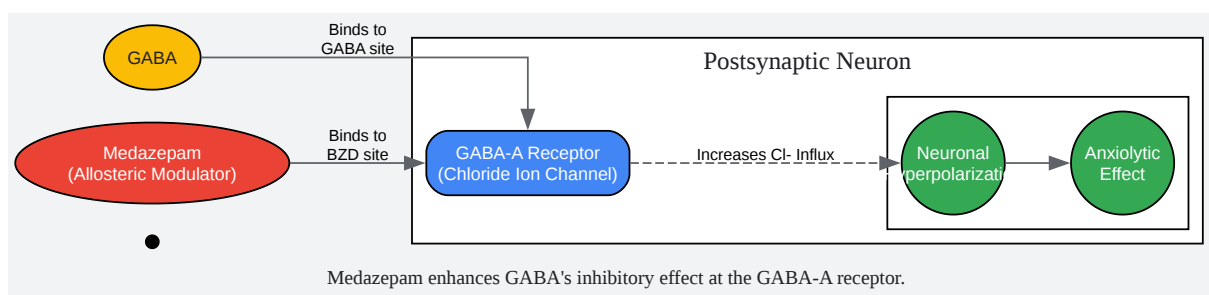 GABA
Binds to
GABA site
Postsynaptic Neuron
Medazepam
(Allosteric Modulator)
Binds to
BZD site
GABA-A Receptor
(Chloride Ion Channel)
Increases Cl- Influx
Neuronal
Hyperpolarization
Anxiolytic
Effect
Medazepam enhances GABA's inhibitory effect at the GABA-A receptor.